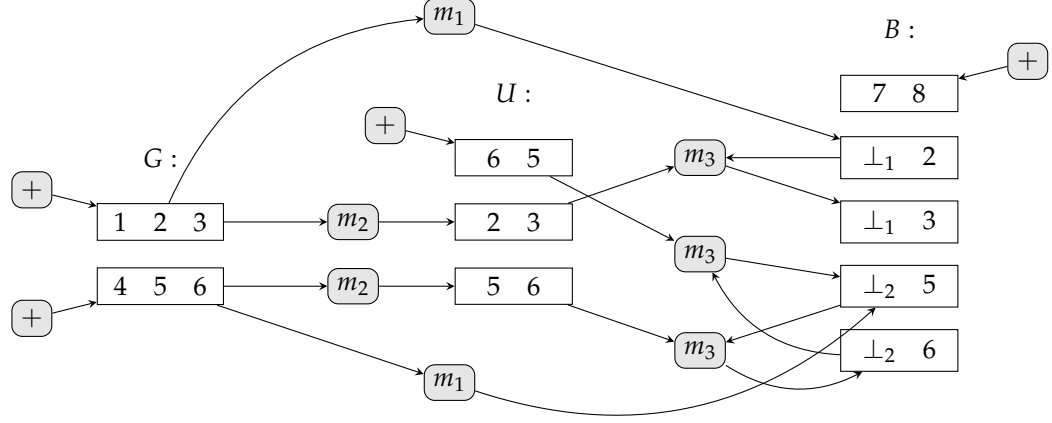 m₁
B :
+
7 8
U :
+
6 5
m₃
⊥₁ 2
G :
+
1 2 3
m₂
2 3
⊥₁ 3
m₃
4 5 6
m₂
5 6
⊥₂ 5
+
m₃
⊥₂ 6
m₁